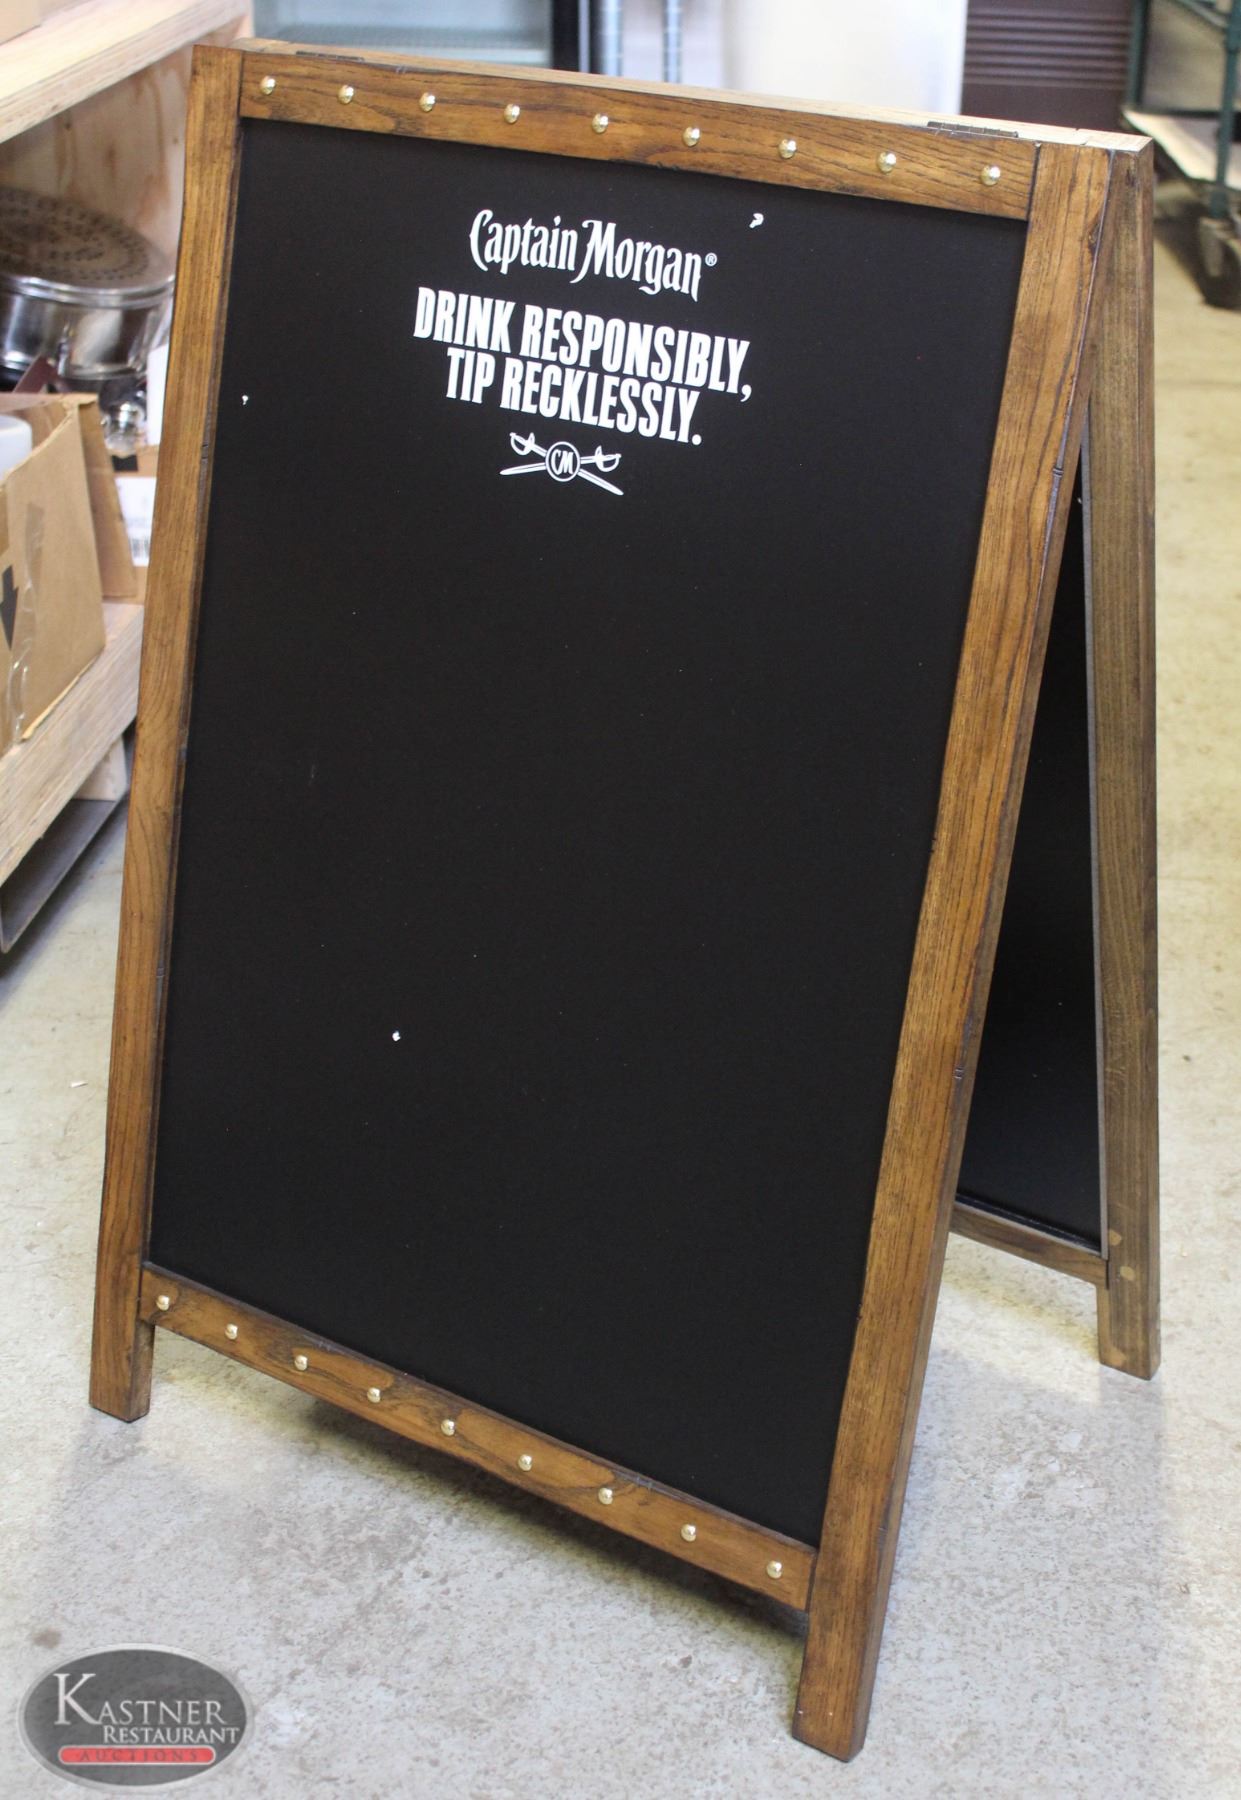 Captain Morgan®
DRINK RESPONSIBLY,
TIP RECKLESSLY.
CM
KASTNER
RESTAURANT
AUCTIONS